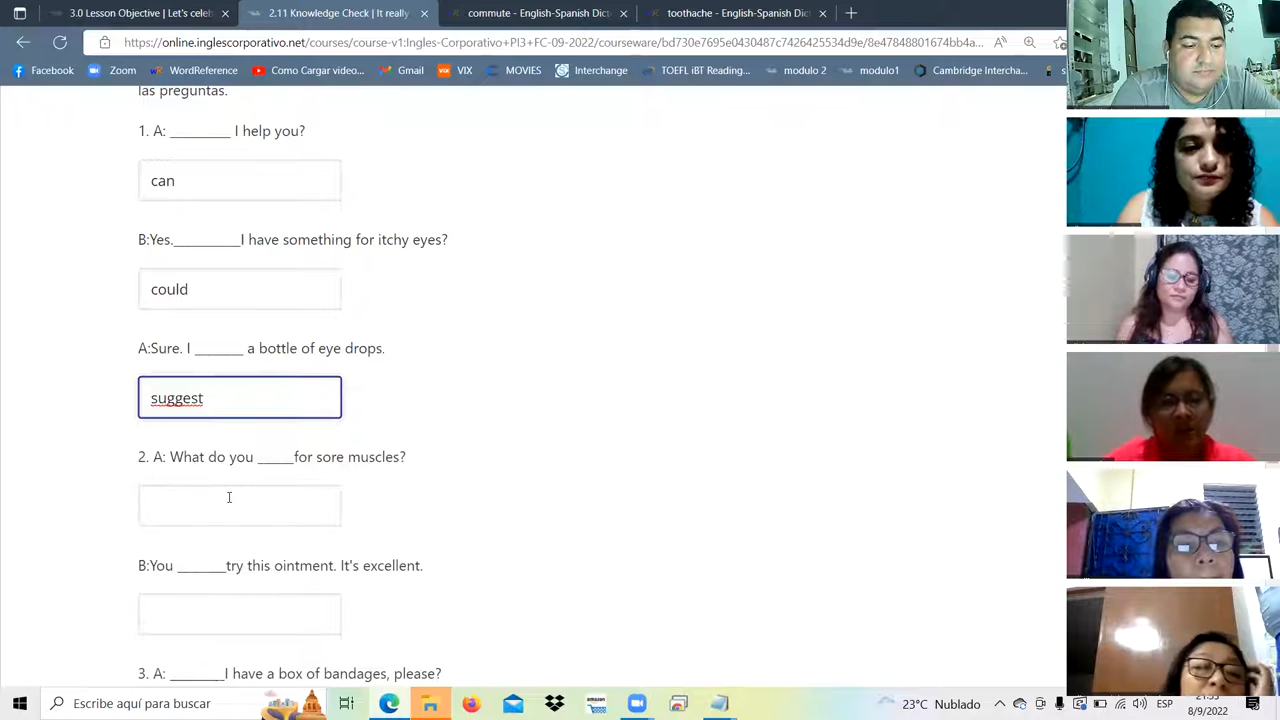 3.0 Lesson Objective | Let's celeb
2.11 Knowledge Check | It really
commute - English-Spanish Dict
toothache - English-Spanish Dict
https://online.inglescorporativo.net/courses/course-v1:Ingles-Corporativo+PI3+FC-09-2022/courseware/bd730e7695e0430487c7426425534d9e/8e47848801674bb4a...
Facebook
Zoom
WordReference
Como Cargar video...
Gmail
VIX
MOVIES
Interchange
TOEFL iBT Reading...
modulo 2
modulo1
Cambridge Intercha...
las preguntas.
1. A: _________ I help you?
can
B:Yes.__________I have something for itchy eyes?
could
A:Sure. I _______ a bottle of eye drops.
suggest
2. A: What do you _____for sore muscles?
B:You _______try this ointment. It's excellent.
3. A: ________I have a box of bandages, please?
Escribe aquí para buscar
23°C Nublado
ESP
8/9/2022